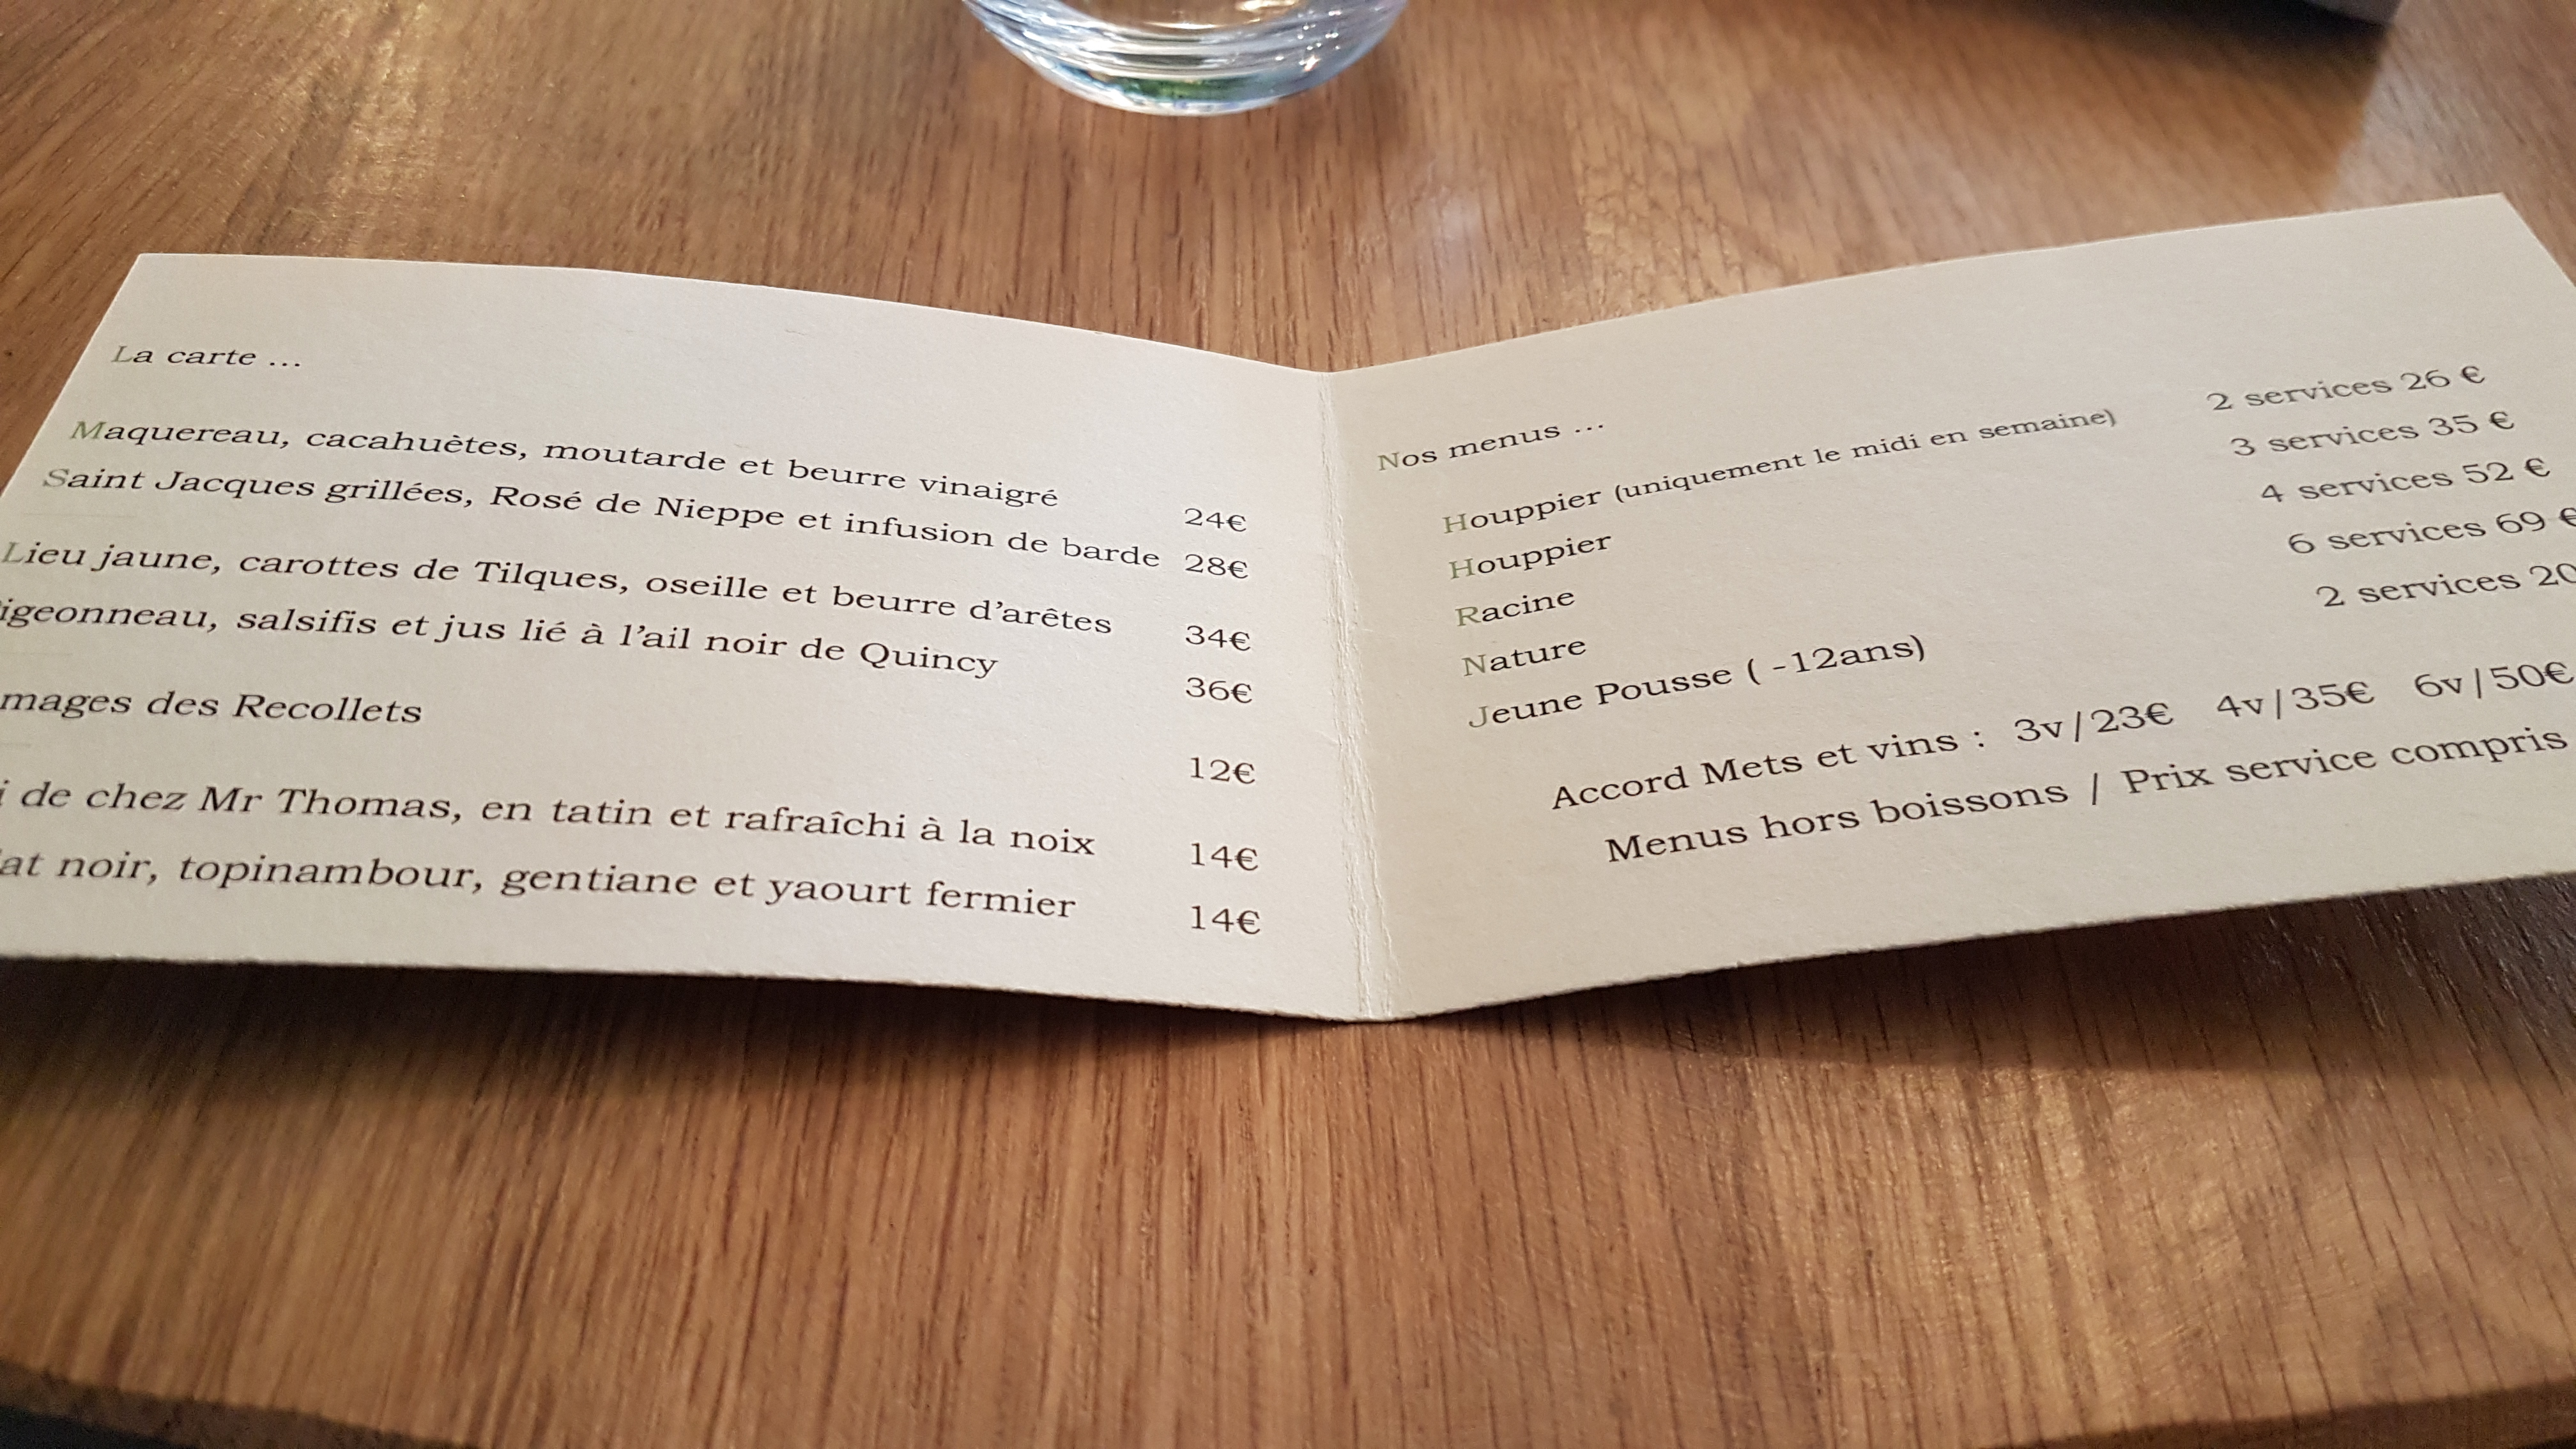 La carte ...
Maquereau, cacahuètes, moutarde et beurre vinaigré 24€
Saint Jacques grillées, Rosé de Nieppe et infusion de barde 28€
Lieu jaune, carottes de Tilques, oseille et beurre d'arêtes 34€
igeonneau, salsifis et jus lié à l'ail noir de Quincy 36€
mages des Recollets 12€
i de chez Mr Thomas, en tatin et rafraîchi à la noix 14€
at noir, topinambour, gentiane et yaourt fermier 14€
Nos menus ...
Houppier (uniquement le midi en semaine) 2 services 26 €
Houppier 3 services 35 €
Racine 4 services 52 €
Nature 6 services 69 €
Jeune Pousse ( -12ans) 2 services 20
Accord Mets et vins : 3v/23€ 4v/35€ 6v/50€
Menus hors boissons / Prix service compris